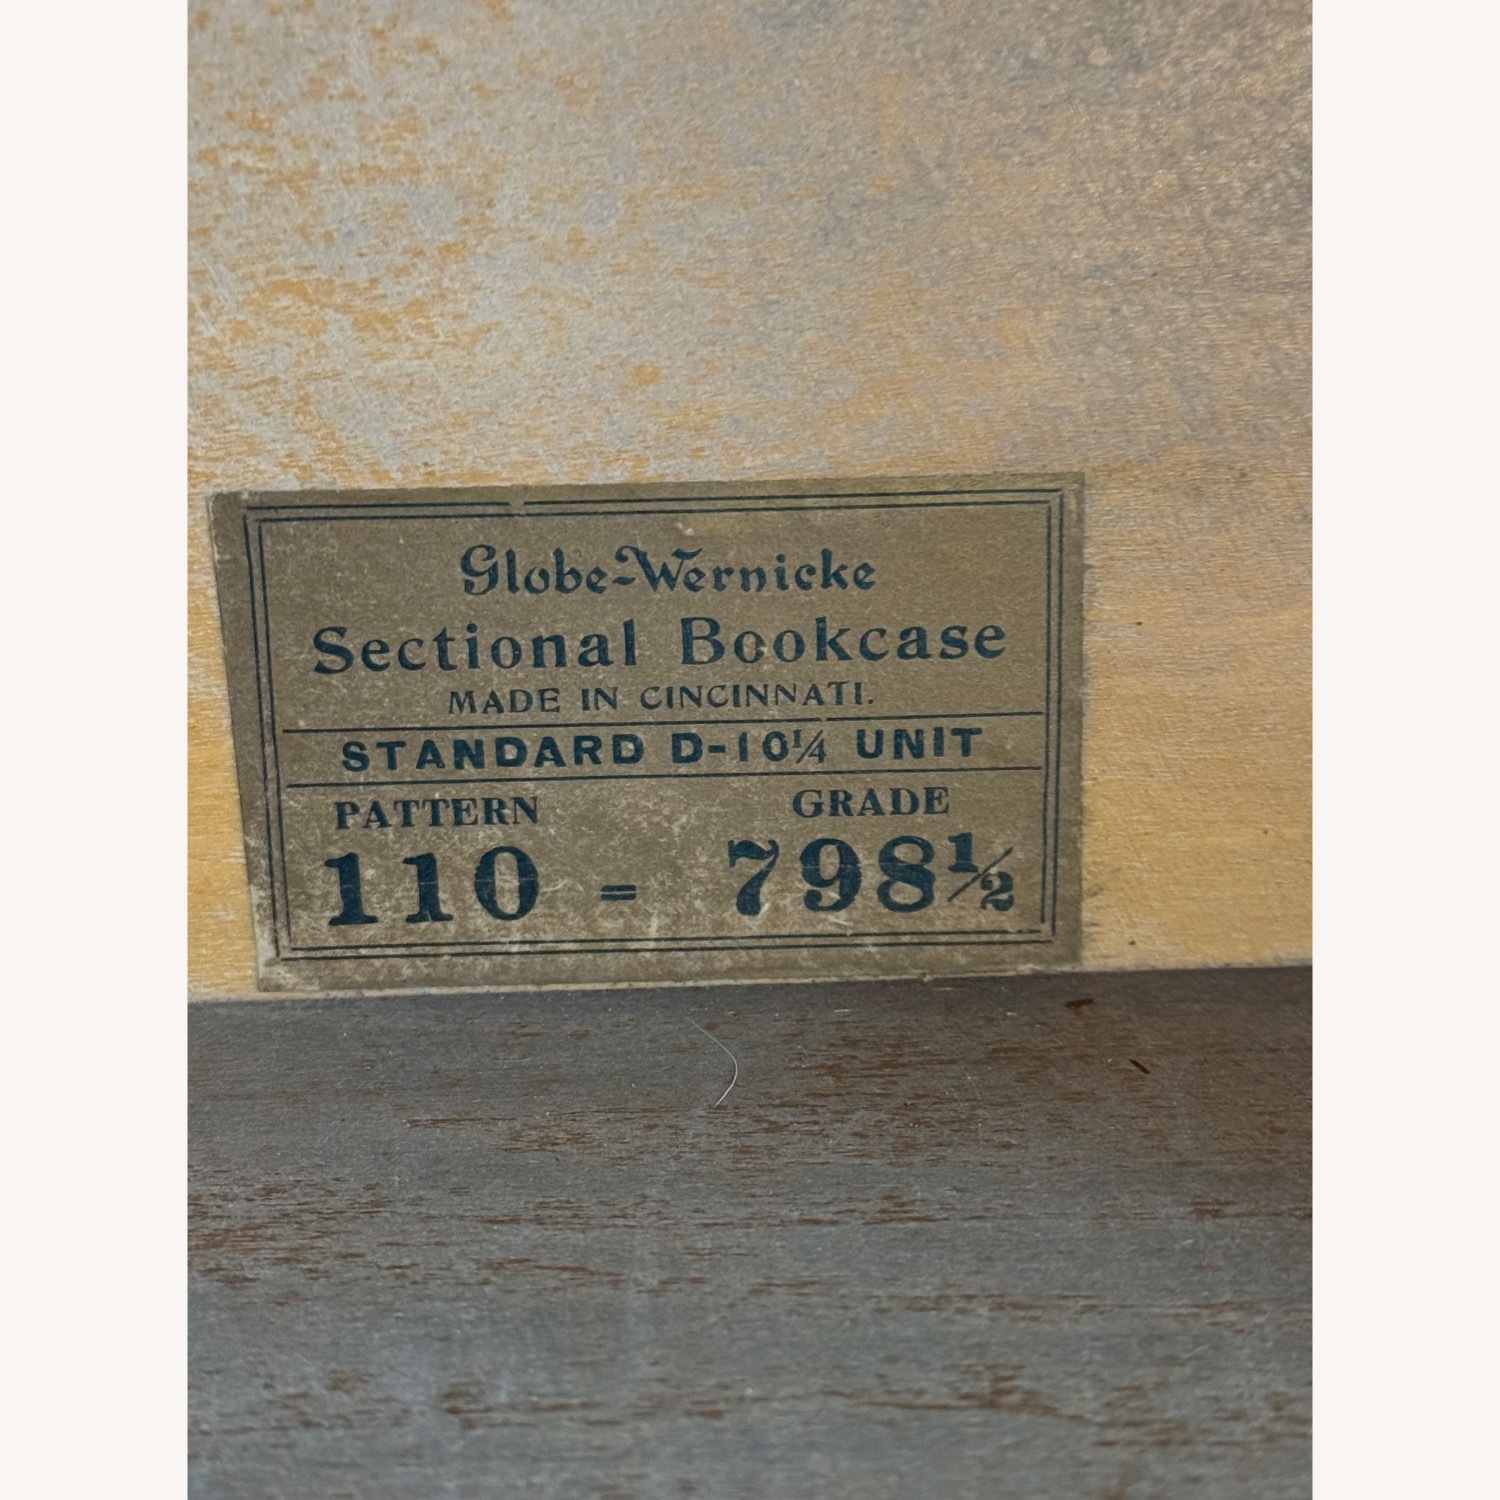 Globe-Wernicke
Sectional Bookcase
MADE IN CINCINNATI.
STANDARD D-10¼ UNIT
PATTERN GRADE
110 = 798½